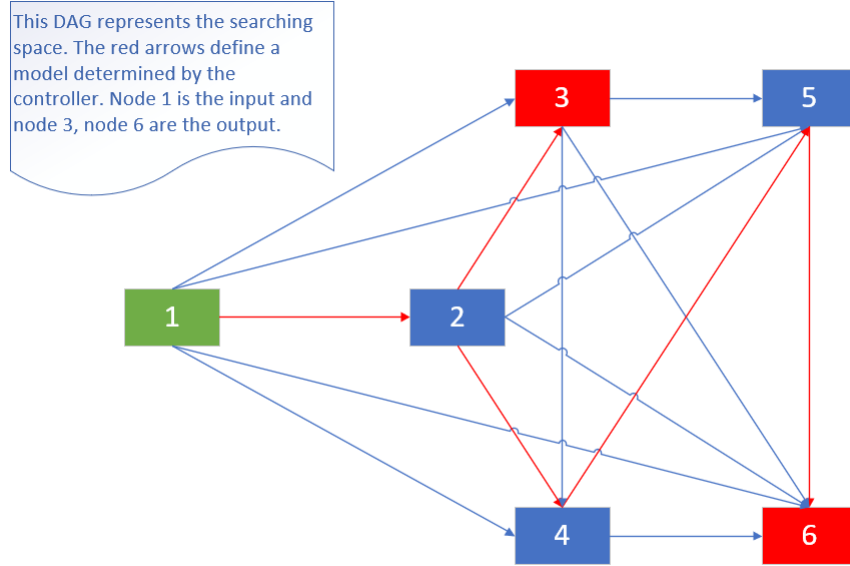 This DAG represents the searching
space. The red arrows define a
model determined by the
controller. Node 1 is the input and
node 3, node 6 are the output.
3
5
1
2
4
6